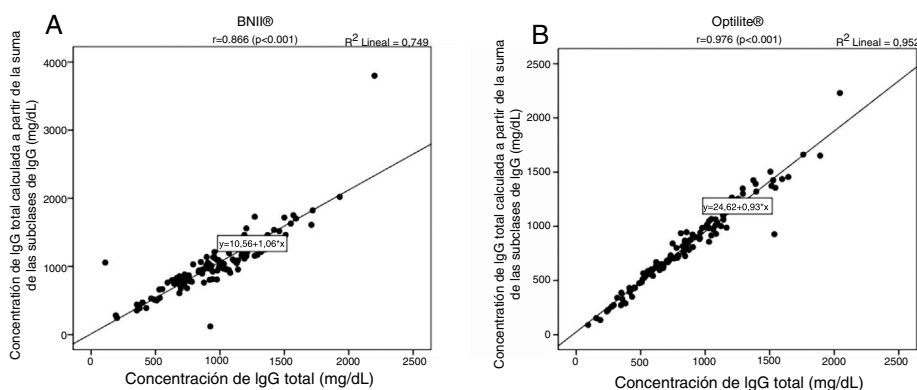 A
BNII®
r=0.866 (p<0.001)
R² Lineal = 0,749
Concentración de IgG total calculada a partir de la suma
de las subclases de IgG (mg/dL)
4000
3000
2000
1000
0
y=10,56+1,06*x
0
500
1000
1500
2000
2500
Concentración de IgG total (mg/dL)
B
Optilite®
r=0.976 (p<0.001)
R² Lineal = 0,952
Concentratión de IgG total calculada a partir de la suma
de las subclases de IgG (mg/dL)
2500
2000
1500
1000
500
0
y=24,62+0,93*x
0
500
1000
1500
2000
2500
Concentración de IgG total (mg/dL)